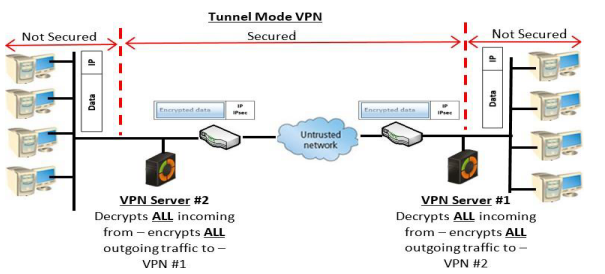 Tunnel Mode VPN
Not Secured
Secured
Not Secured
IP
Data
Encrypted data
IP
IPsec
Encrypted data
IP
IPsec
IP
Data
Untrusted
network
VPN Server #2
Decrypts ALL incoming
from – encrypts ALL
outgoing traffic to –
VPN #1
VPN Server #1
Decrypts ALL incoming
from – encrypts ALL
outgoing traffic to –
VPN #2